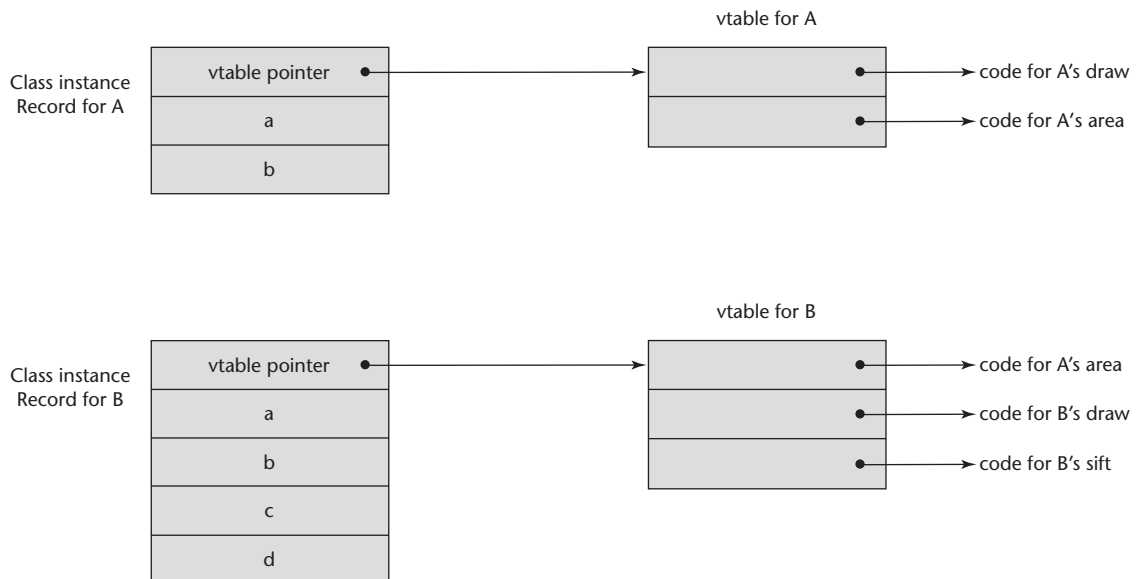 vtable for A
Class instance
Record for A
vtable pointer
a
b
code for A's draw
code for A's area
vtable for B
Class instance
Record for B
vtable pointer
a
b
c
d
code for A's area
code for B's draw
code for B's sift